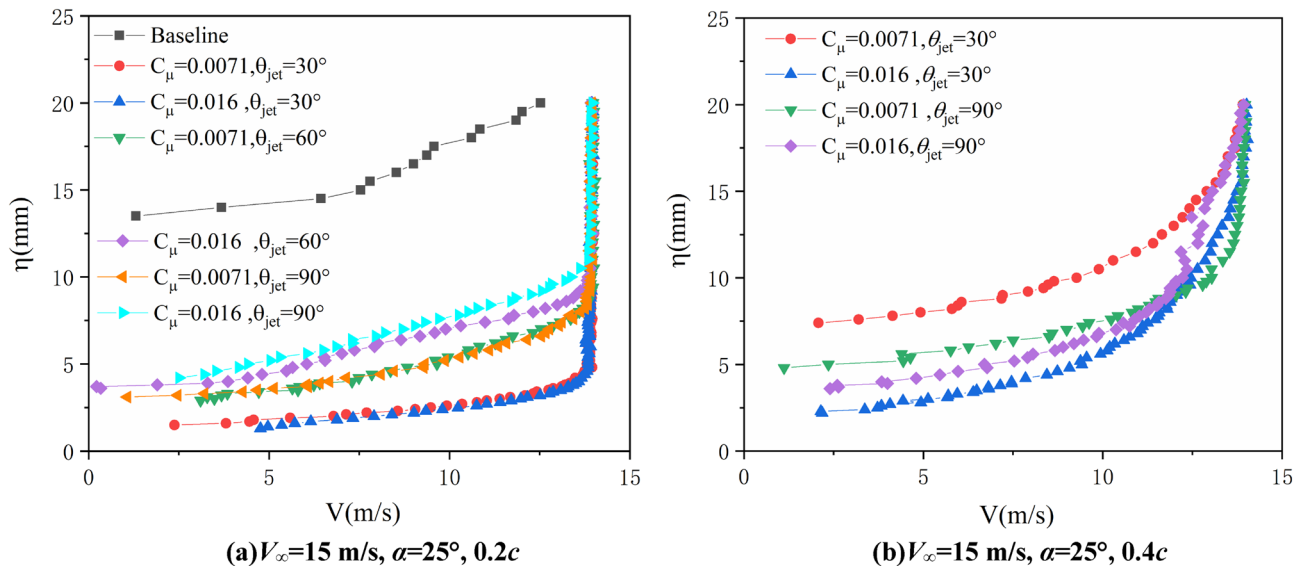 25
20
15
10
5
0
η(mm)
Baseline
Cμ=0.0071,θjet=30°
Cμ=0.016 ,θjet=30°
Cμ=0.0071,θjet=60°
Cμ=0.016 ,θjet=60°
Cμ=0.0071,θjet=90°
Cμ=0.016 ,θjet=90°
0 5 10 15
V(m/s)
(a)V∞=15 m/s, α=25°, 0.2c
25
20
15
10
5
0
η(mm)
Cμ=0.0071,θjet=30°
Cμ=0.016 ,θjet=30°
Cμ=0.0071 ,θjet=90°
Cμ=0.016,θjet=90°
0 5 10 15
V(m/s)
(b)V∞=15 m/s, α=25°, 0.4c